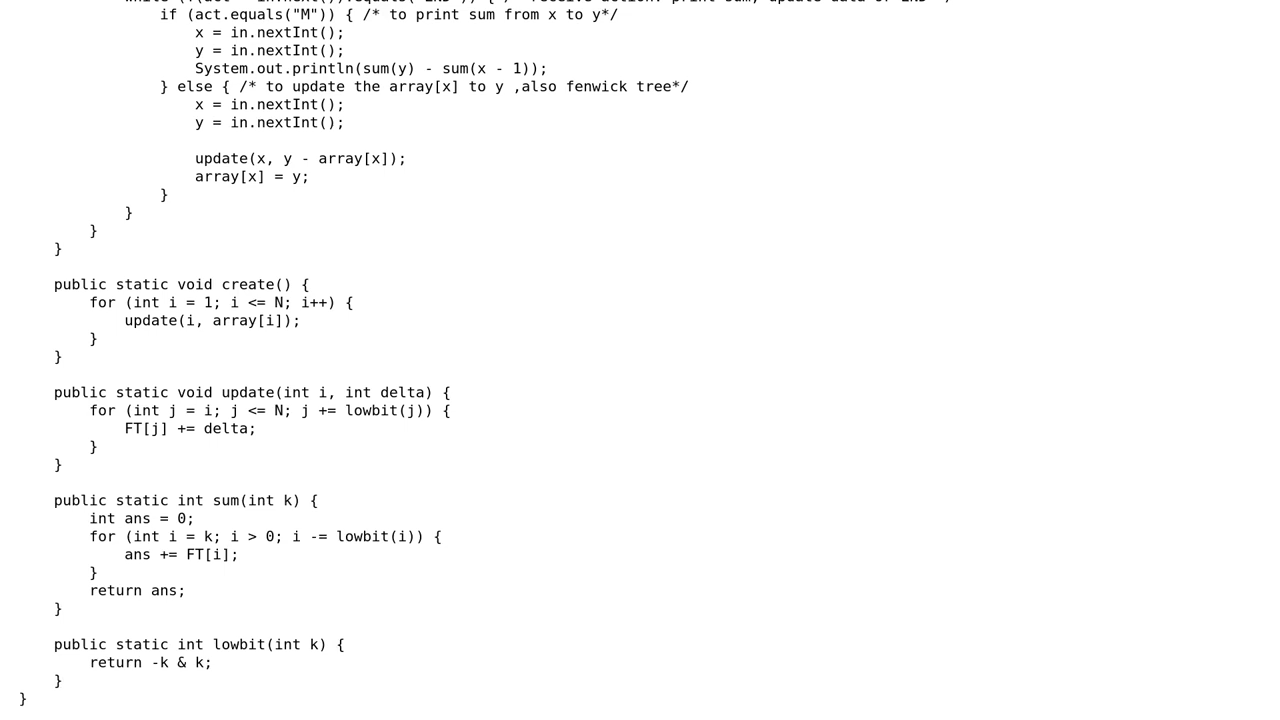 if (act.equals("M")) { /* to print sum from x to y*/
x = in.nextInt();
y = in.nextInt();
System.out.println(sum(y) - sum(x - 1));
} else { /* to update the array[x] to y ,also fenwick tree*/
x = in.nextInt();
y = in.nextInt();
update(x, y - array[x]);
array[x] = y;
}
}
}
}
public static void create() {
for (int i = 1; i <= N; i++) {
update(i, array[i]);
}
}
public static void update(int i, int delta) {
for (int j = i; j <= N; j += lowbit(j)) {
FT[j] += delta;
}
}
public static int sum(int k) {
int ans = 0;
for (int i = k; i > 0; i -= lowbit(i)) {
ans += FT[i];
}
return ans;
}
public static int lowbit(int k) {
return -k & k;
}
}